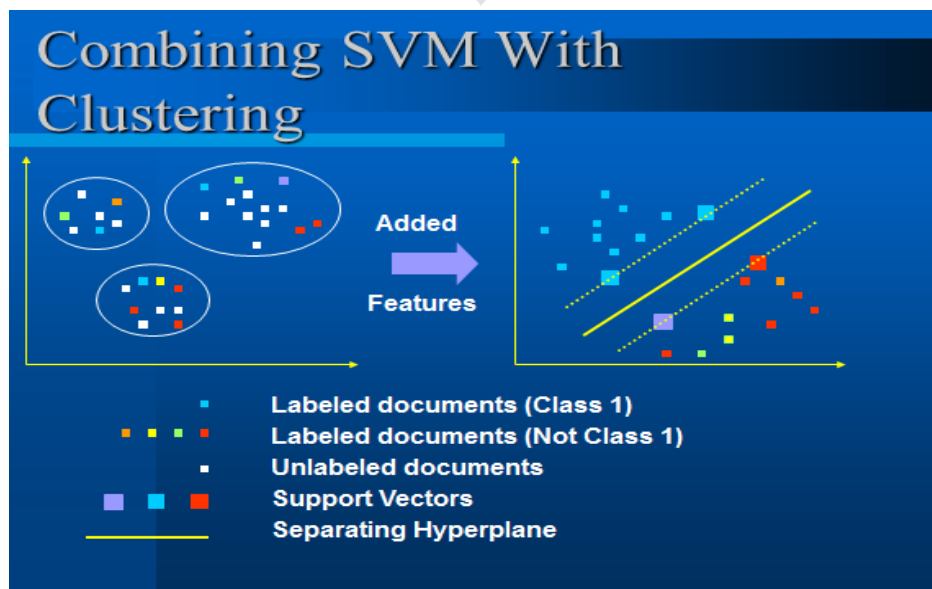 Combining SVM With
Clustering
Added
Features
Labeled documents (Class 1)
Labeled documents (Not Class 1)
Unlabeled documents
Support Vectors
Separating Hyperplane